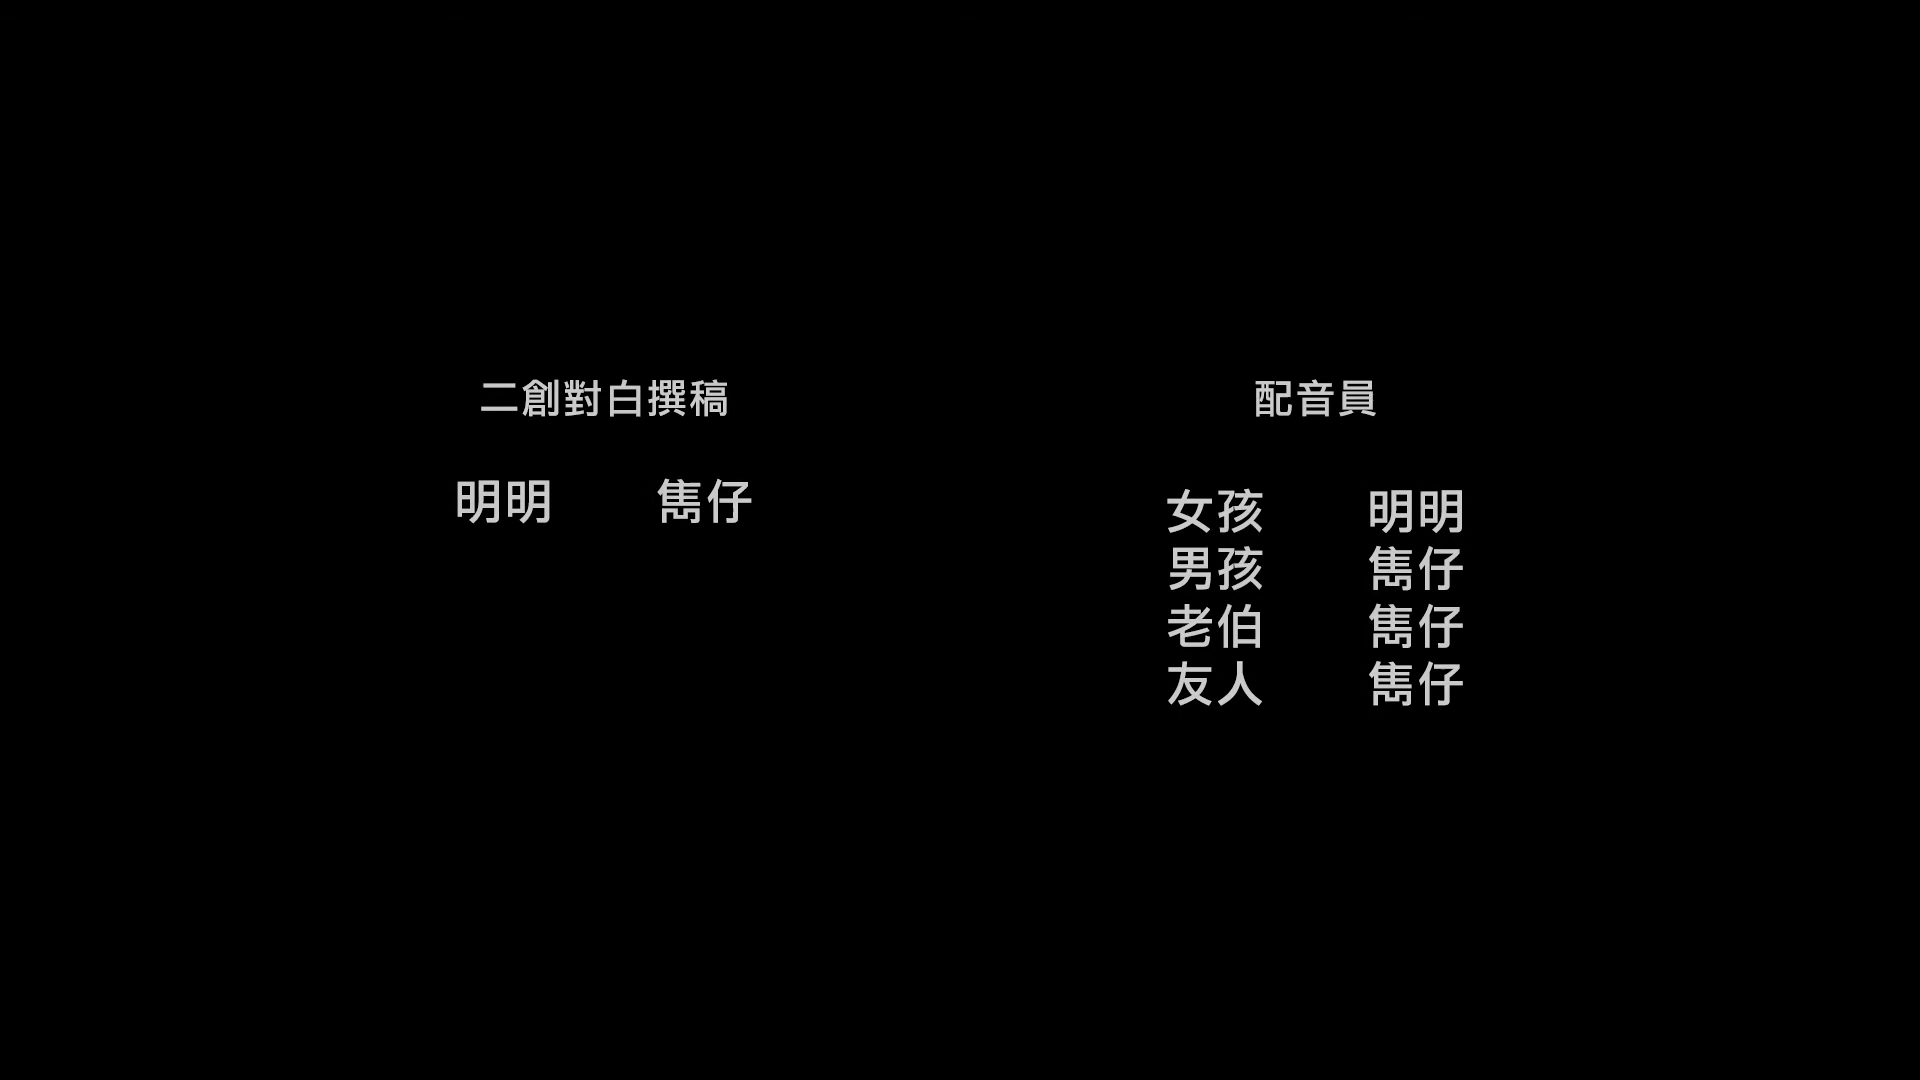 二創對白撰稿
明明 雋仔
配音員
女孩 明明
男孩 雋仔
老伯 雋仔
友人 雋仔